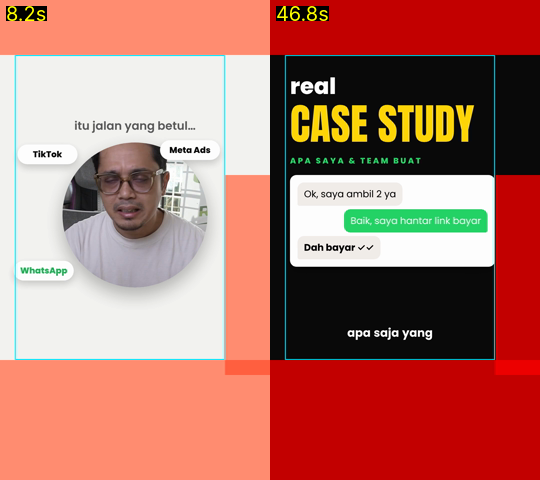 8.2s
itu jalan yang betul...
TikTok
Meta Ads
WhatsApp
46.8s
real
CASE STUDY
APA SAYA & TEAM BUAT
Ok, saya ambil 2 ya
Baik, saya hantar link bayar
Dah bayar ✓✓
apa saja yang